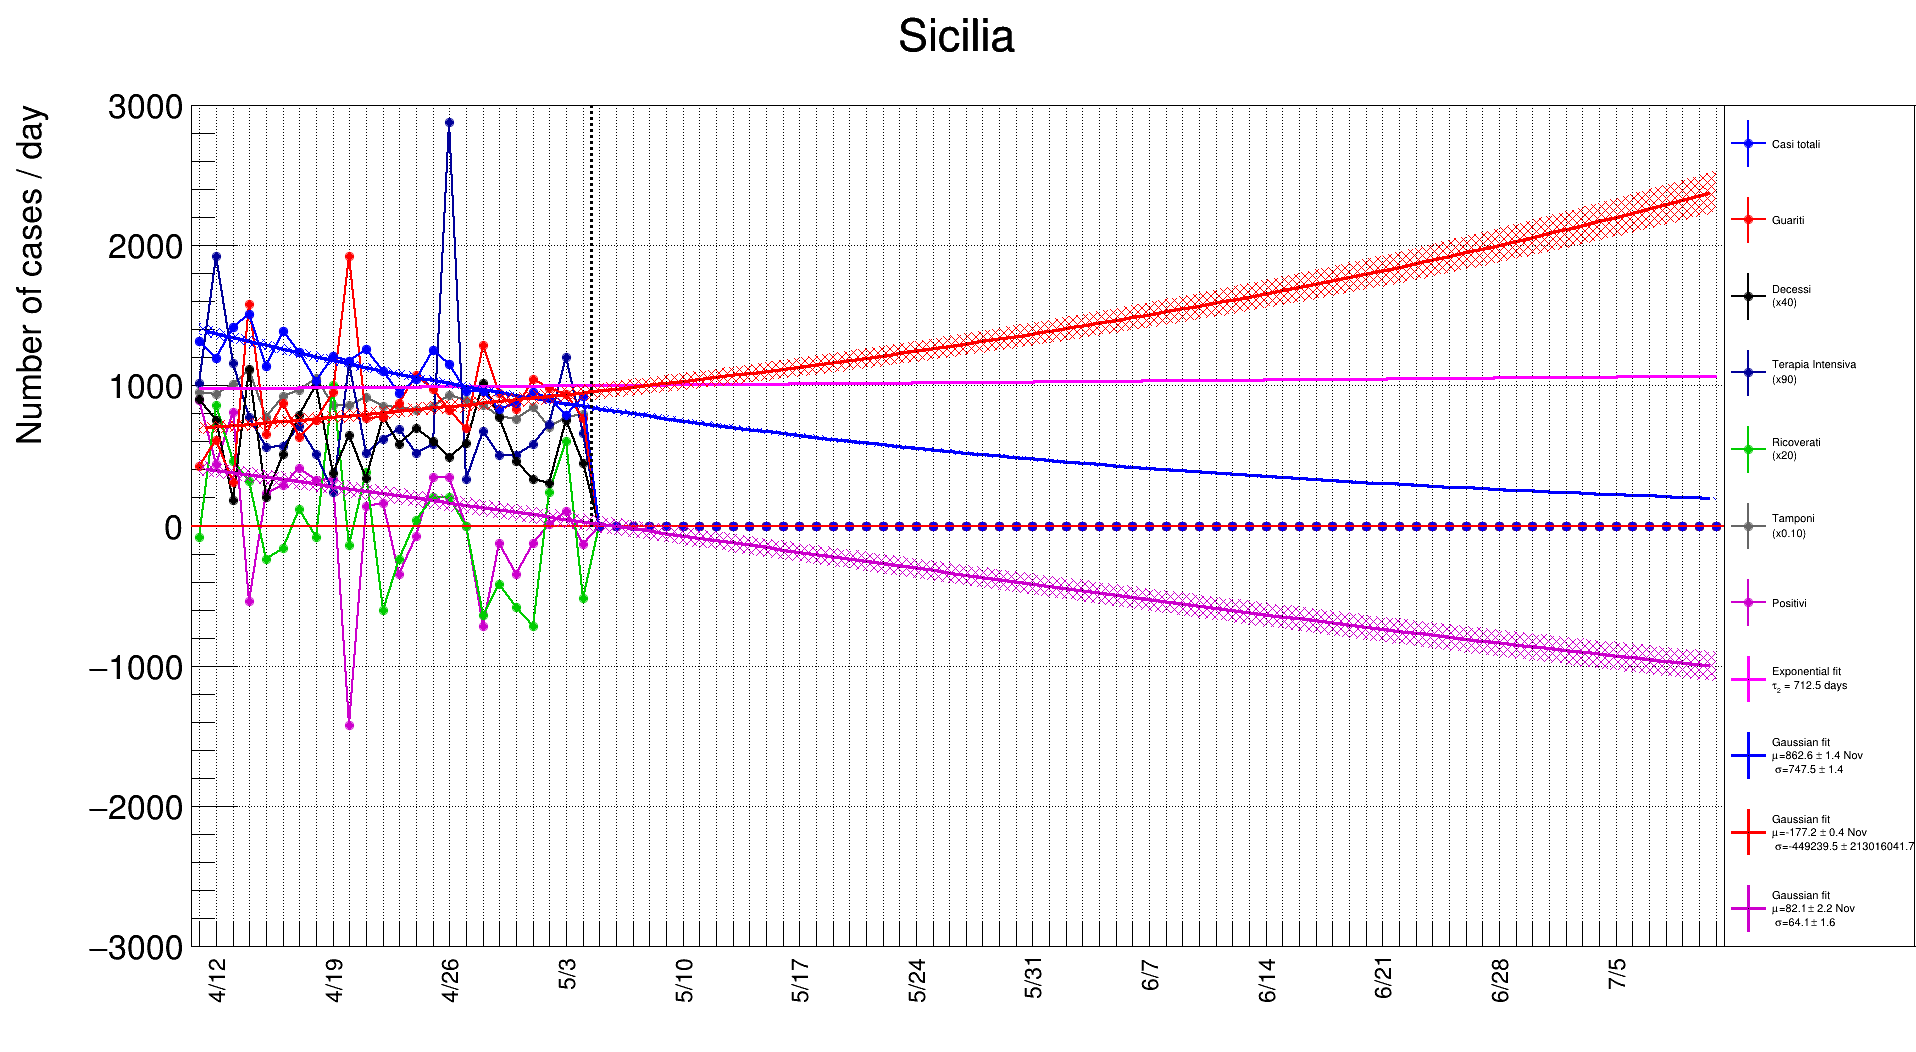 Sicilia
Number of cases / day
3000
2000
1000
0
−1000
−2000
−3000
4/12
4/19
4/26
5/3
5/10
5/17
5/24
5/31
6/7
6/14
6/21
6/28
7/5
Casi totali
Guariti
Decessi
(x40)
Terapia Intensiva
(x90)
Ricoverati
(x20)
Tamponi
(x0.10)
Positivi
Exponential fit
τ₂ = 712.5 days
Gaussian fit
μ=862.6 ± 1.4 Nov
σ=747.5 ± 1.4
Gaussian fit
μ=-177.2 ± 0.4 Nov
σ=-449239.5 ± 213016041.7
Gaussian fit
μ=82.1 ± 2.2 Nov
σ=64.1 ± 1.6